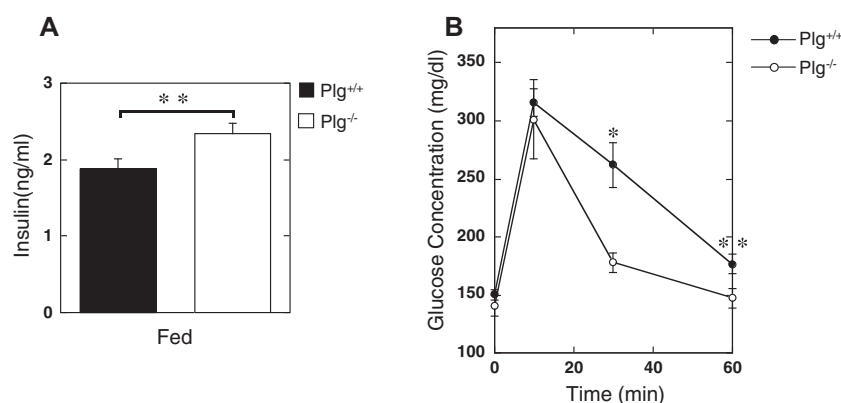 A
Insulin(ng/ml)
3
2
1
0
* *
Plg+/+
Plg-/-
Fed
B
Glucose Concentration (mg/dl)
350
300
250
200
150
100
*
* *
Plg+/+
Plg-/-
0
20
40
60
Time (min)